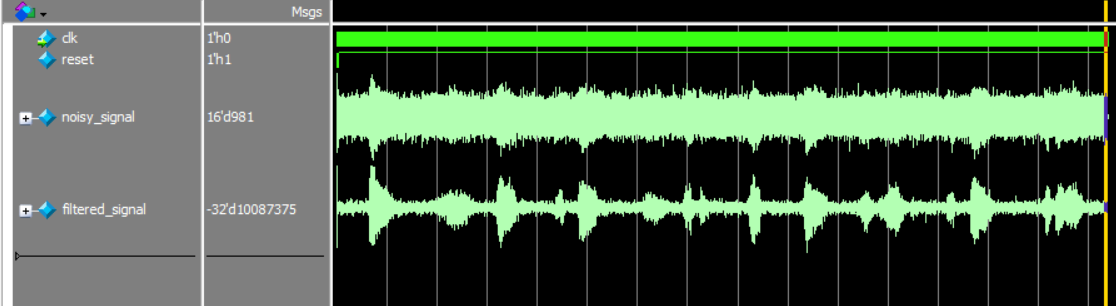 Msgs
clk 1'h0
reset 1'h1
noisy_signal 16'd981
filtered_signal -32'd10087375